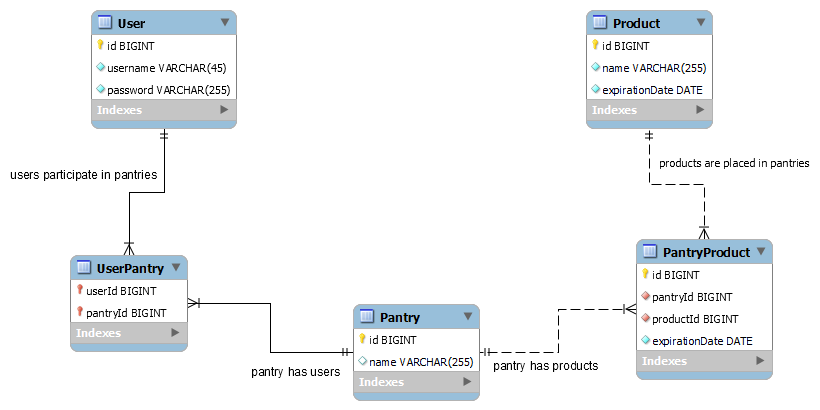 User
id BIGINT
username VARCHAR(45)
password VARCHAR(255)
Indexes
Product
id BIGINT
name VARCHAR(255)
expirationDate DATE
Indexes
users participate in pantries
products are placed in pantries
UserPantry
userId BIGINT
pantryId BIGINT
Indexes
PantryProduct
id BIGINT
pantryId BIGINT
productId BIGINT
expirationDate DATE
Indexes
Pantry
id BIGINT
name VARCHAR(255)
Indexes
pantry has users
pantry has products